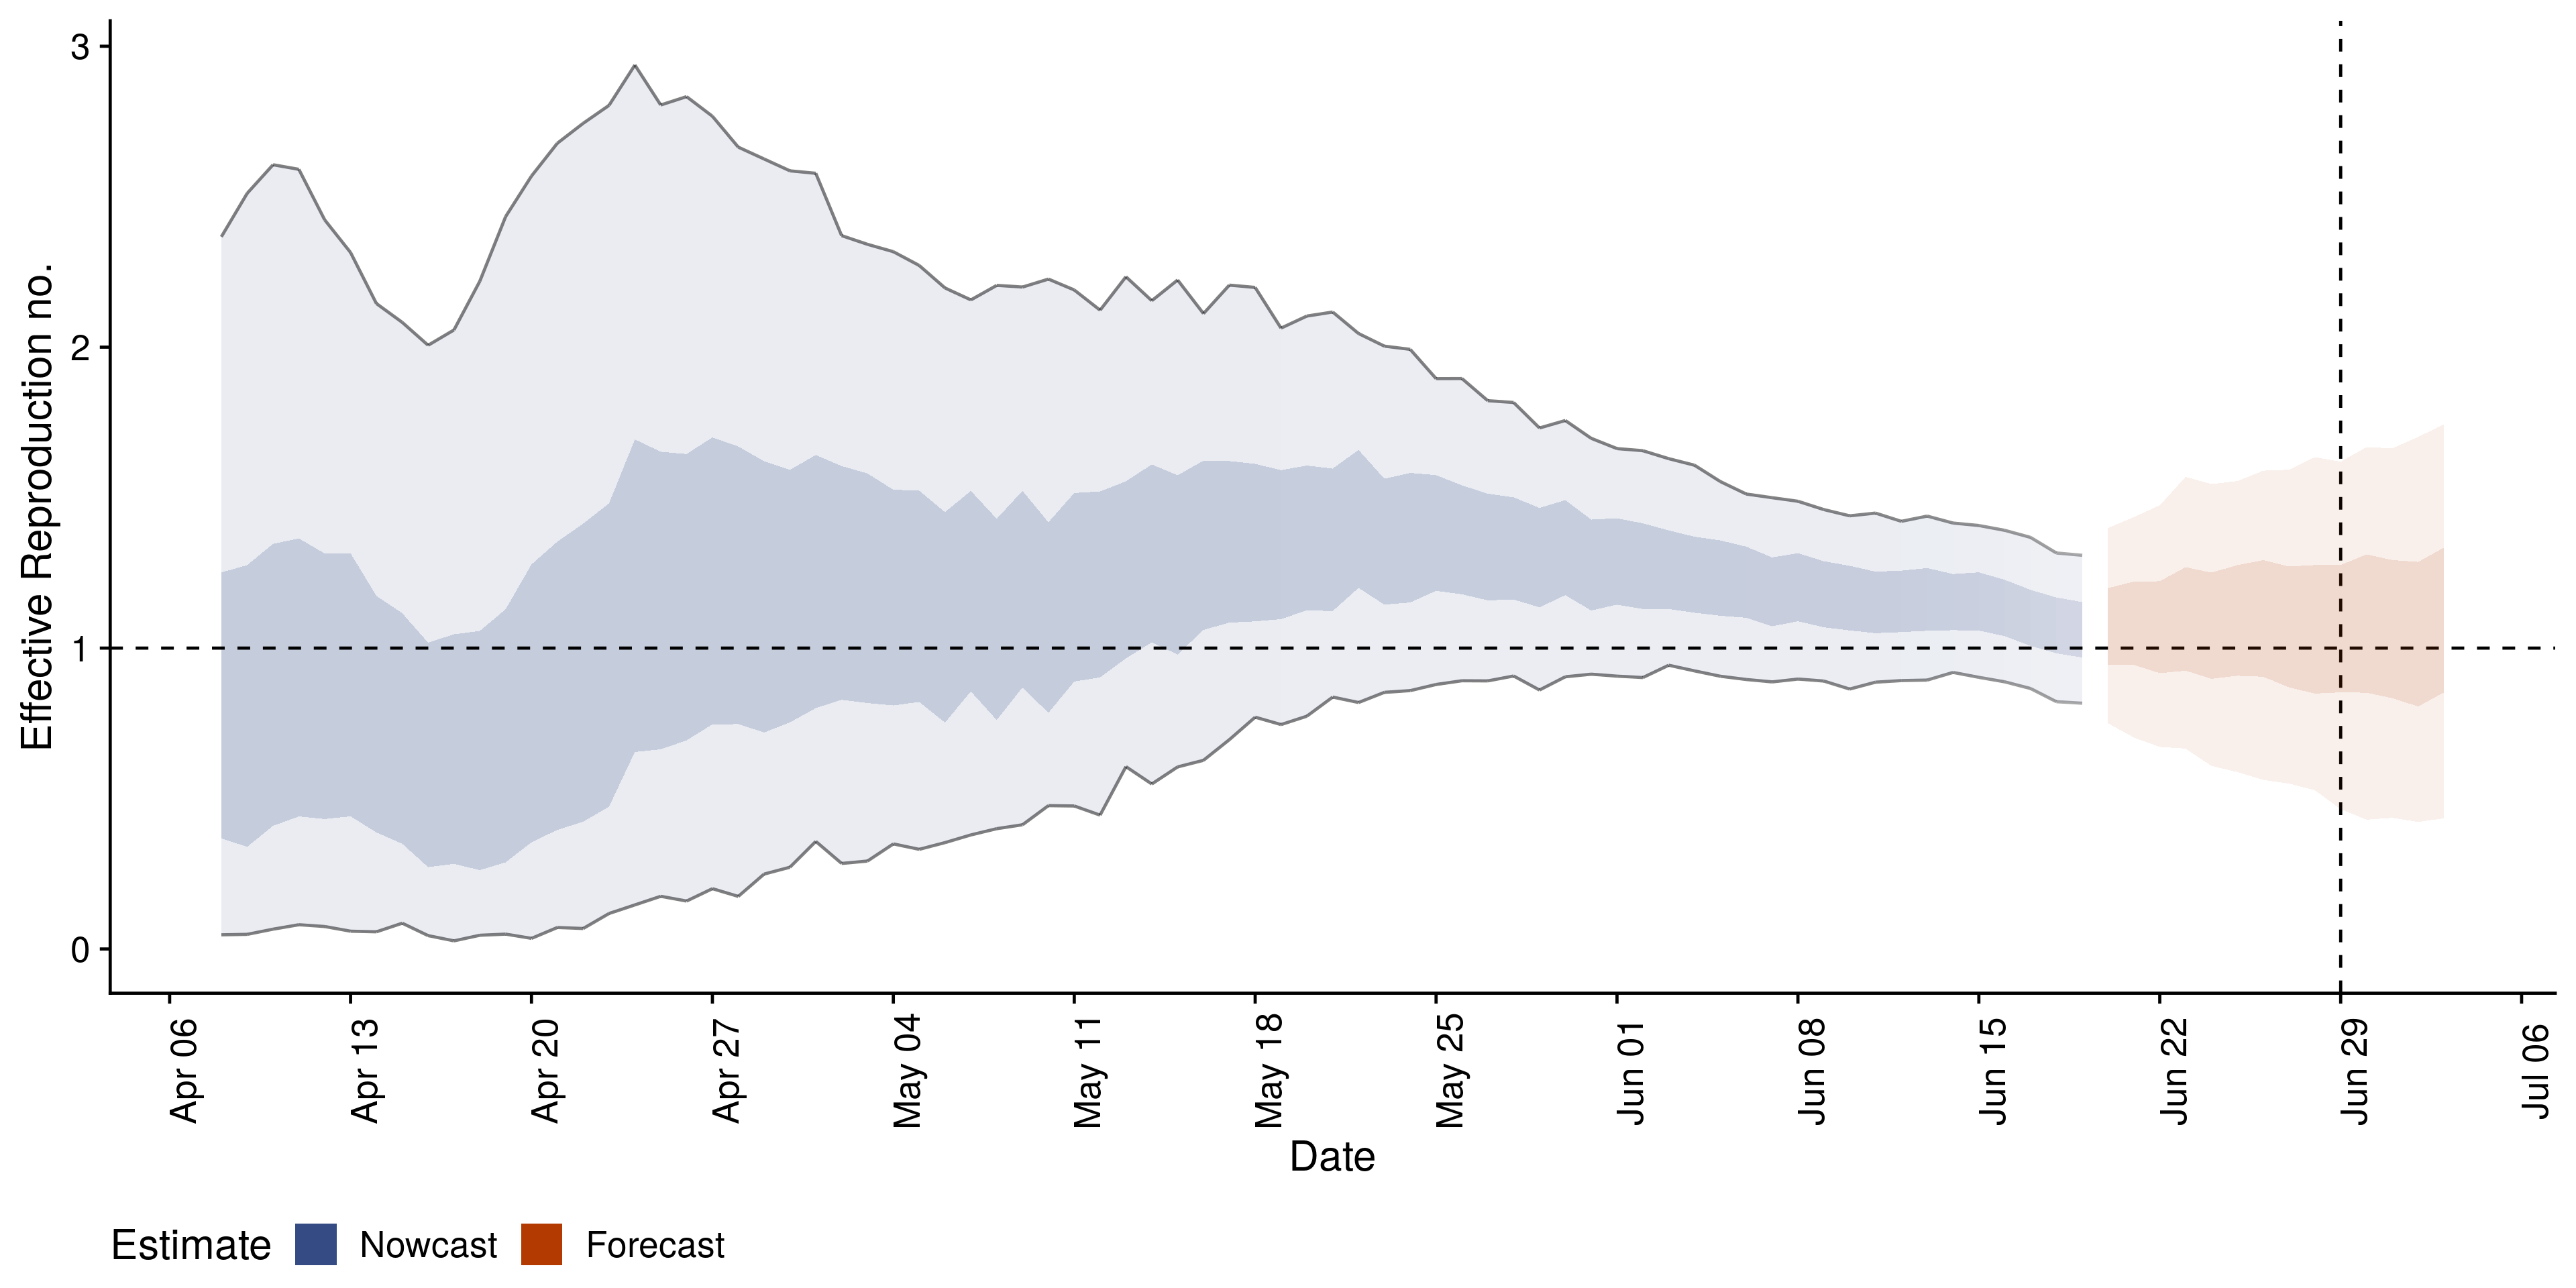 Effective Reproduction no.
3
2
1
0
Apr 06
Apr 13
Apr 20
Apr 27
May 04
May 11
May 18
May 25
Jun 01
Jun 08
Jun 15
Jun 22
Jun 29
Jul 06
Date
Estimate Nowcast Forecast